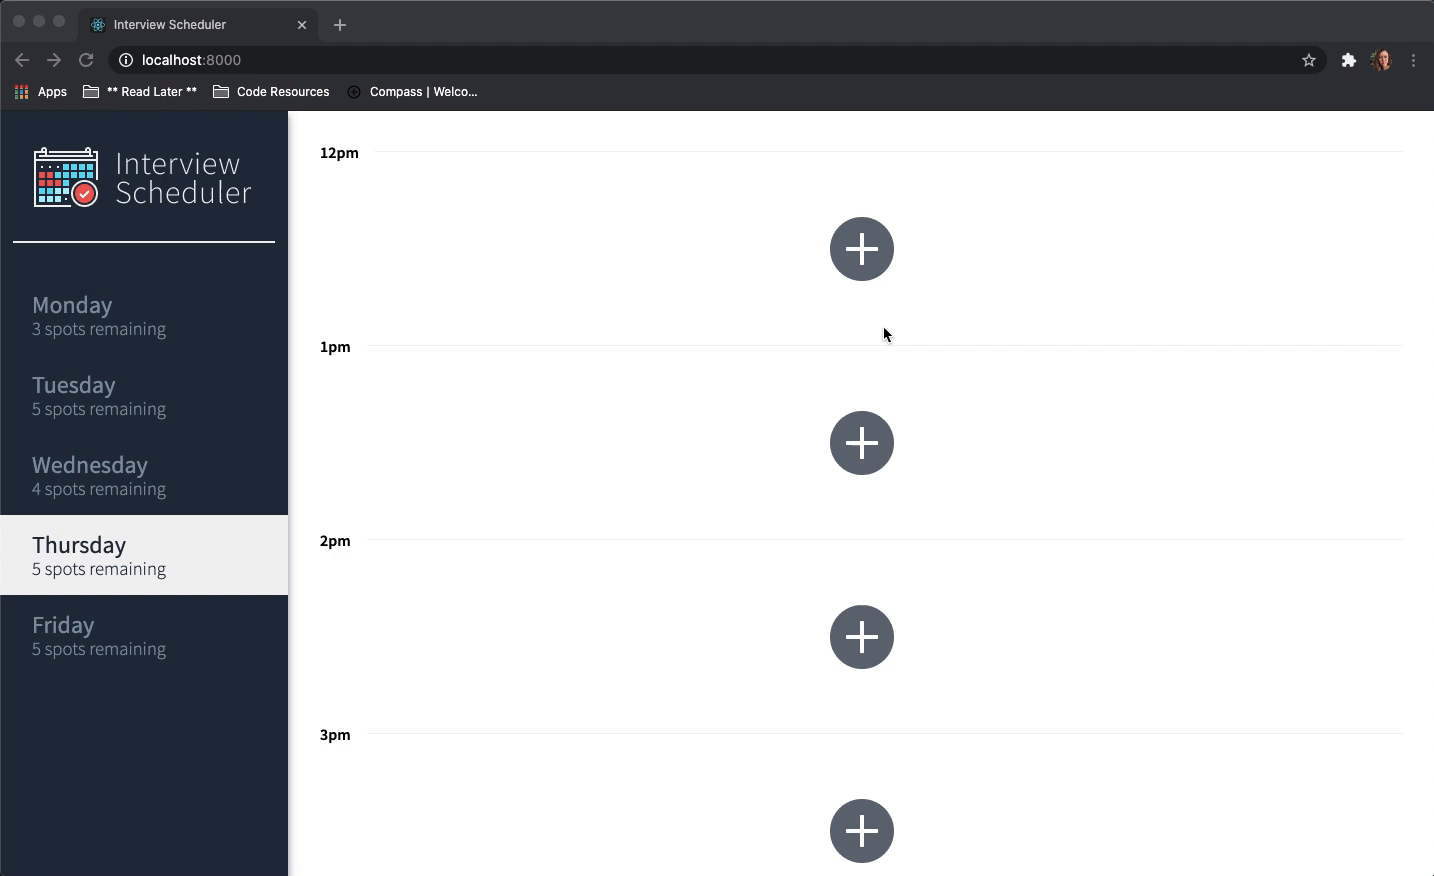 Interview Scheduler
localhost:8000
Apps
** Read Later **
Code Resources
Compass | Welco...
Interview
Scheduler
Monday
3 spots remaining
Tuesday
5 spots remaining
Wednesday
4 spots remaining
Thursday
5 spots remaining
Friday
5 spots remaining
12pm
1pm
2pm
3pm